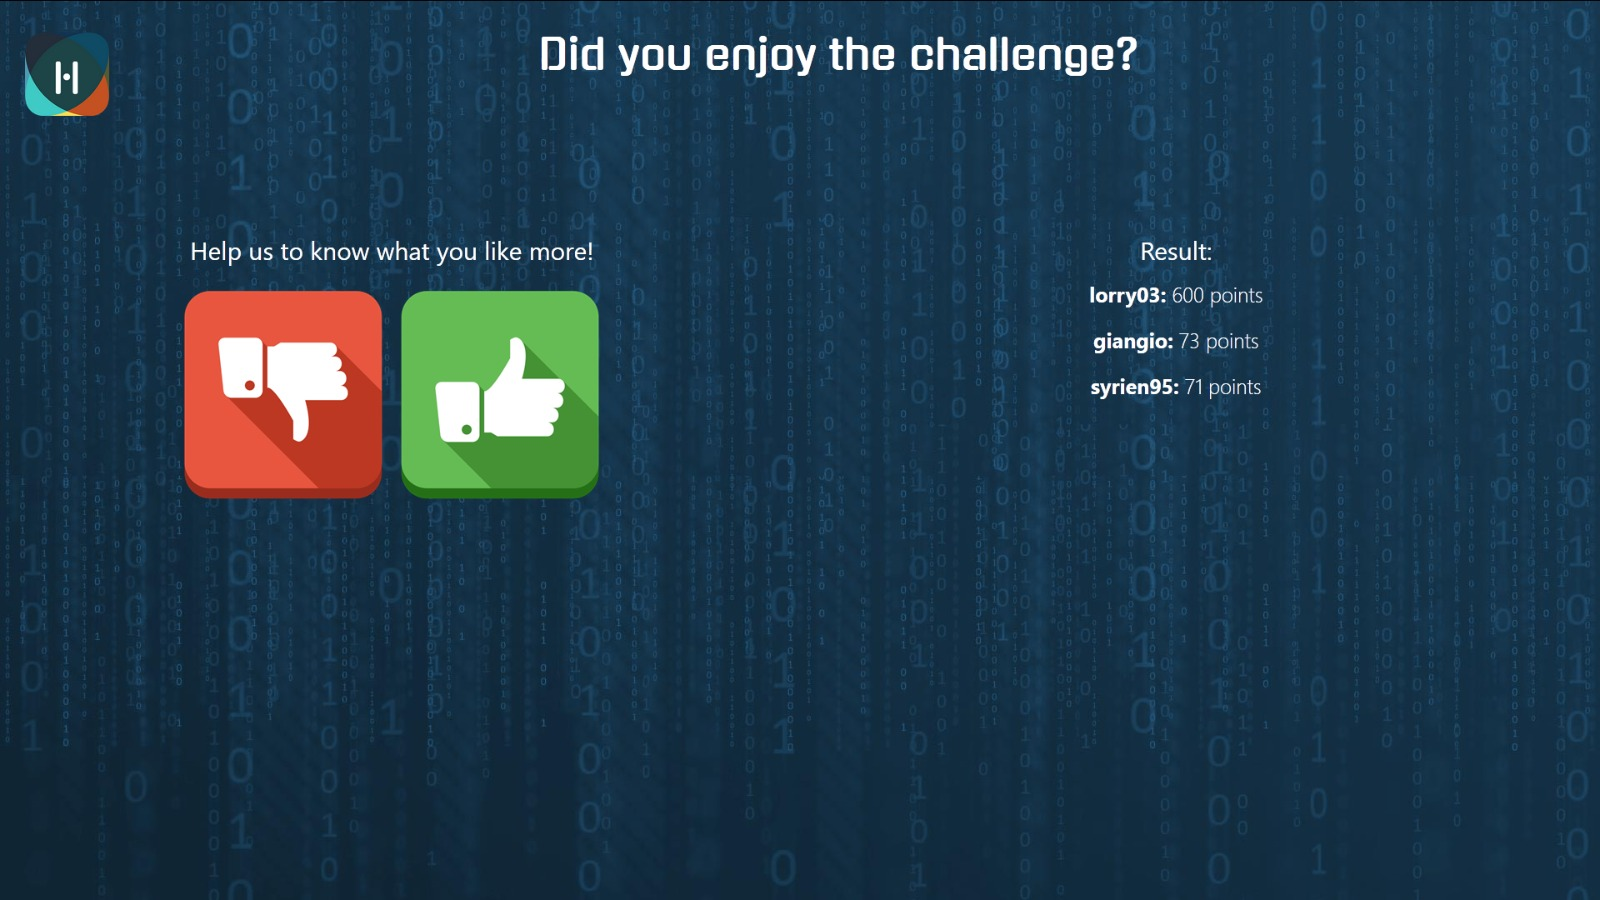 H
Did you enjoy the challenge?
Help us to know what you like more!
Result:
lorry03: 600 points
giangio: 73 points
syrien95: 71 points